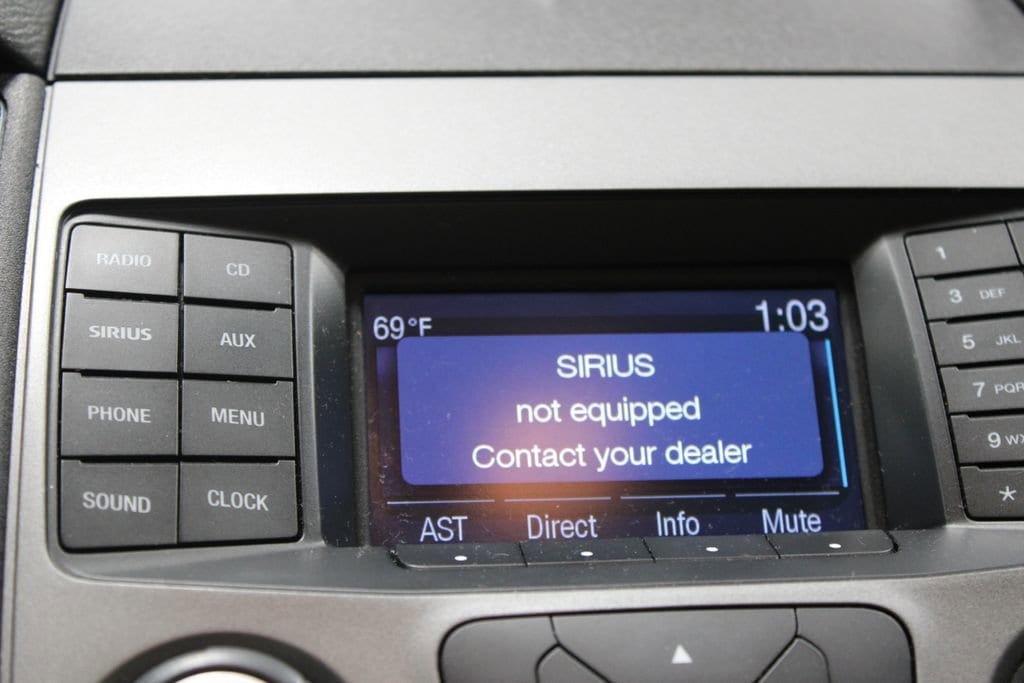 RADIO
CD
SIRIUS
AUX
PHONE
MENU
SOUND
CLOCK
69°F
1:03
SIRIUS
not equipped
Contact your dealer
AST Direct Info Mute
1
3 DEF
5 JKL
7 PQR
9 WX
*